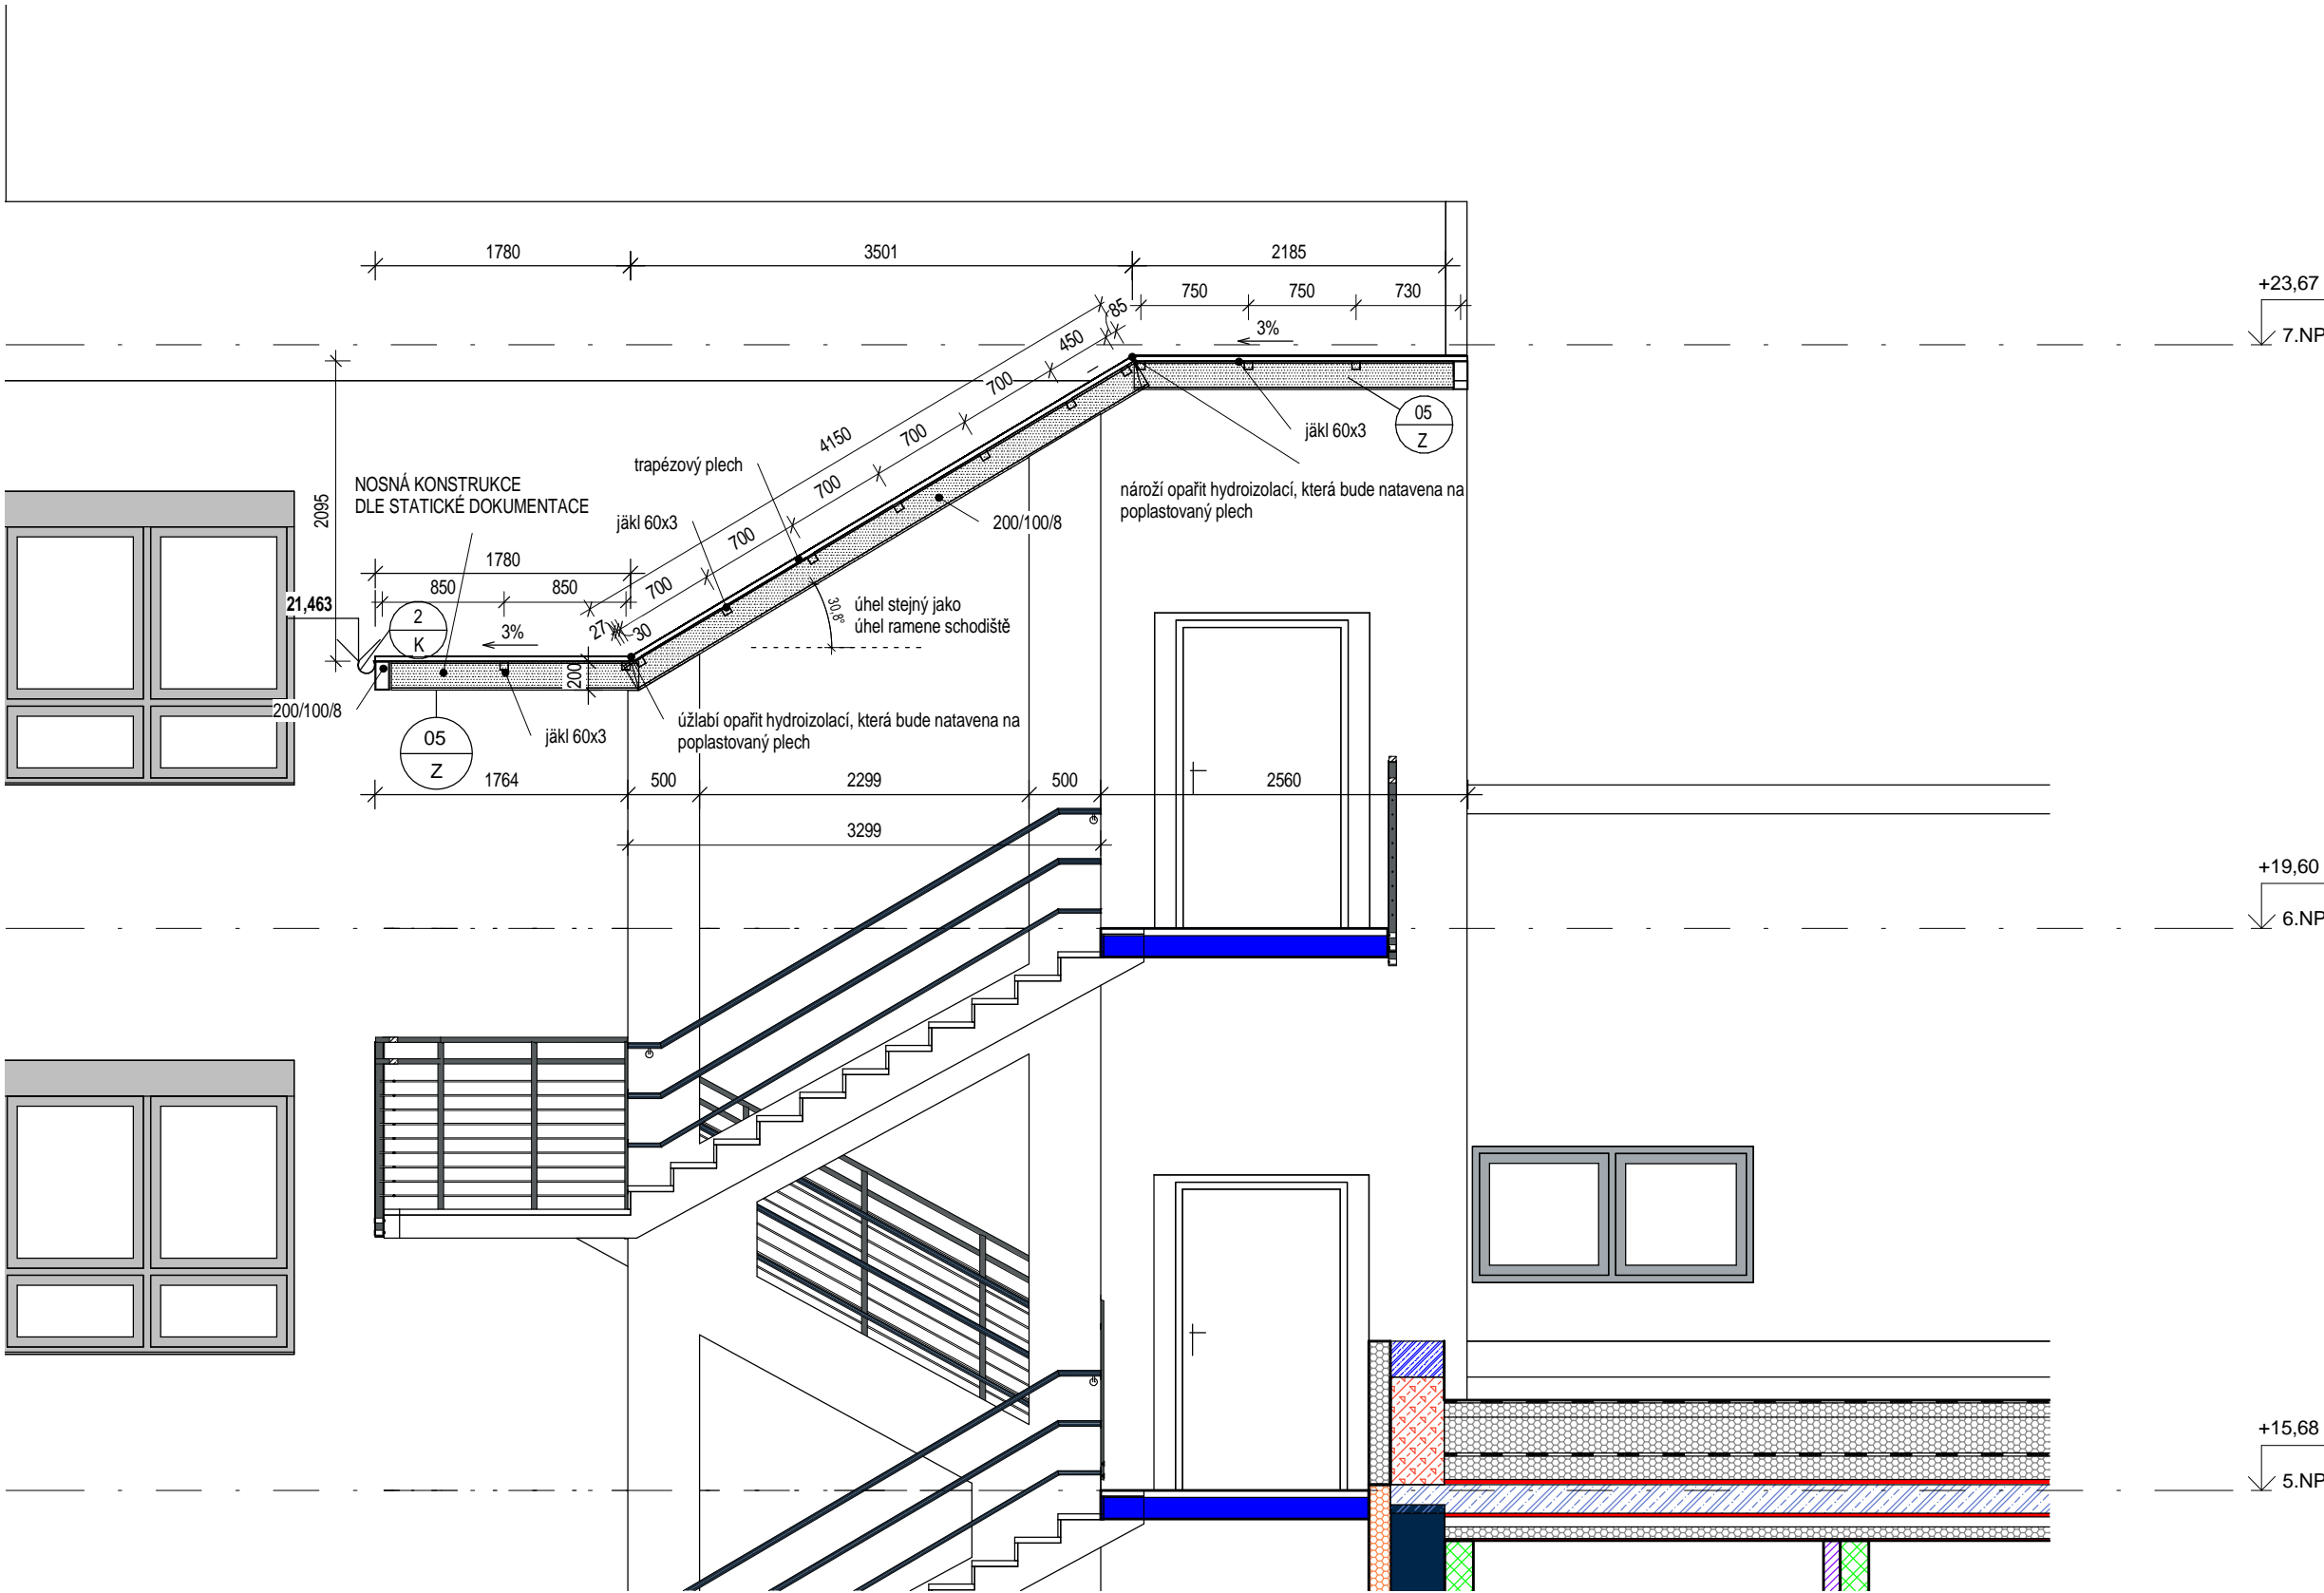 1780
3501
2185
+23,67
7.NP
750
750
730
85
3%
450
700
700
4150
700
700
700
27
30
2095
trapézový plech
NOSNÁ KONSTRUKCE
DLE STATICKÉ DOKUMENTACE
jäkl 60x3
200/100/8
jäkl 60x3
05
Z
nároží opařit hydroizolací, která bude natavena na
poplastovaný plech
1780
850
850
21,463
2
K
3%
30,8°
úhel stejný jako
úhel ramene schodiště
200
200/100/8
05
Z
jäkl 60x3
úžlabí opařit hydroizolací, která bude natavena na
poplastovaný plech
1764
500
2299
500
2560
3299
+19,60
6.NP
+15,68
5.NP